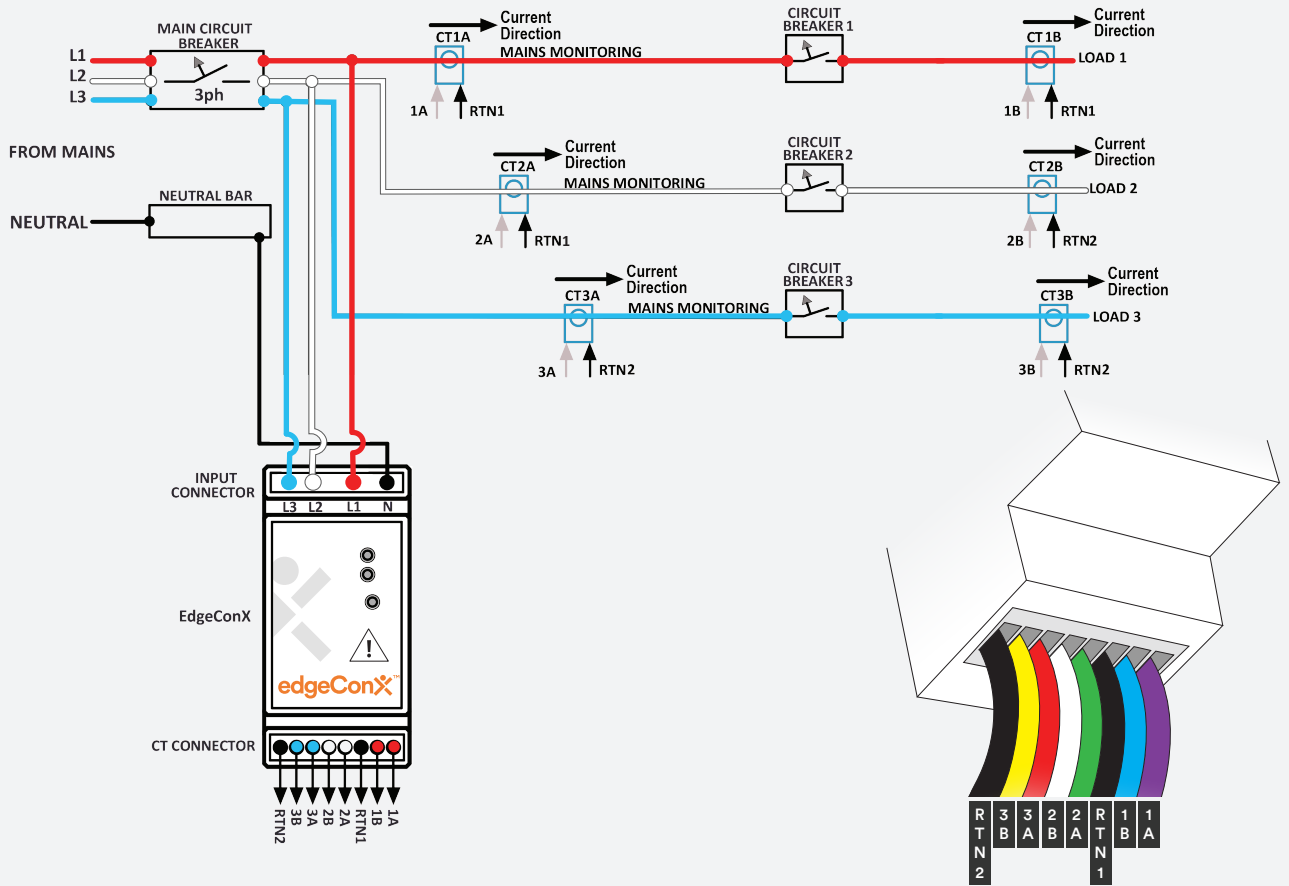 Current
Direction
CIRCUIT
BREAKER 1
Current
Direction
MAIN CIRCUIT
BREAKER
CT1A
MAINS MONITORING
CT1B
L1
L2
L3
3ph
LOAD 1
1A
RTN1
1B
RTN1
FROM MAINS
Current
Direction
CIRCUIT
BREAKER 2
Current
Direction
CT2A
MAINS MONITORING
CT2B
LOAD 2
NEUTRAL BAR
NEUTRAL
2A
RTN1
2B
RTN2
Current
Direction
CIRCUIT
BREAKER 3
Current
Direction
CT3A
MAINS MONITORING
CT3B
LOAD 3
3A
RTN2
3B
RTN2
INPUT
CONNECTOR
L3
L2
L1
N
EdgeConX
!
edgeConX™
CT CONNECTOR
RTN2
3B
3A
2B
2A
RTN1
1B
1A
RTN2
3B
3A
2B
2A
RTN1
1B
1A